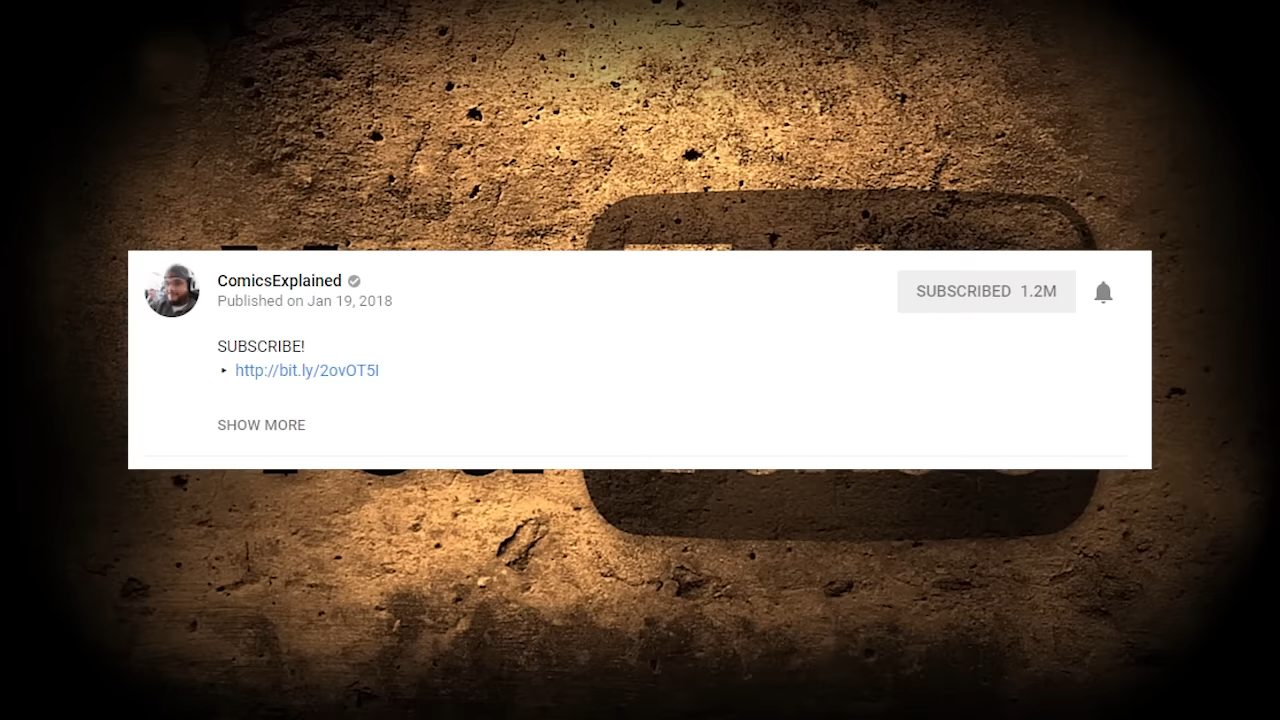 ComicsExplained
Published on Jan 19, 2018
SUBSCRIBED 1.2M
SUBSCRIBE!
‣ http://bit.ly/2ovOT5I
SHOW MORE